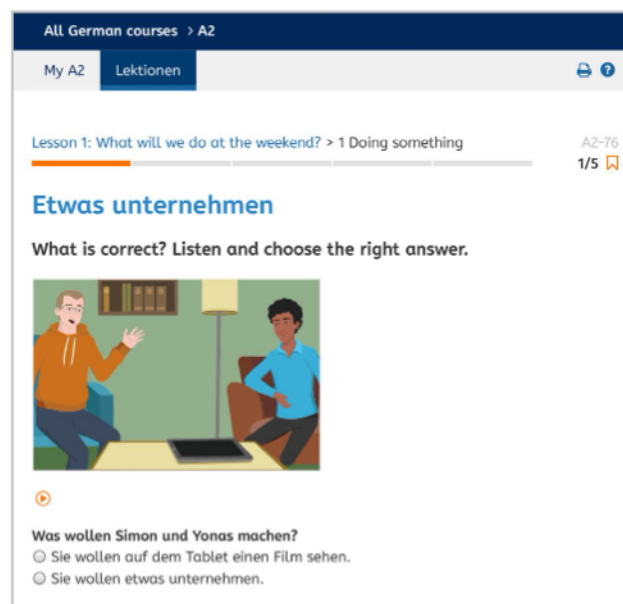 All German courses > A2
My A2 Lektionen
Lesson 1: What will we do at the weekend? > 1 Doing something A2-76
1/5
Etwas unternehmen
What is correct? Listen and choose the right answer.
Was wollen Simon und Yonas machen?
Sie wollen auf dem Tablet einen Film sehen.
Sie wollen etwas unternehmen.